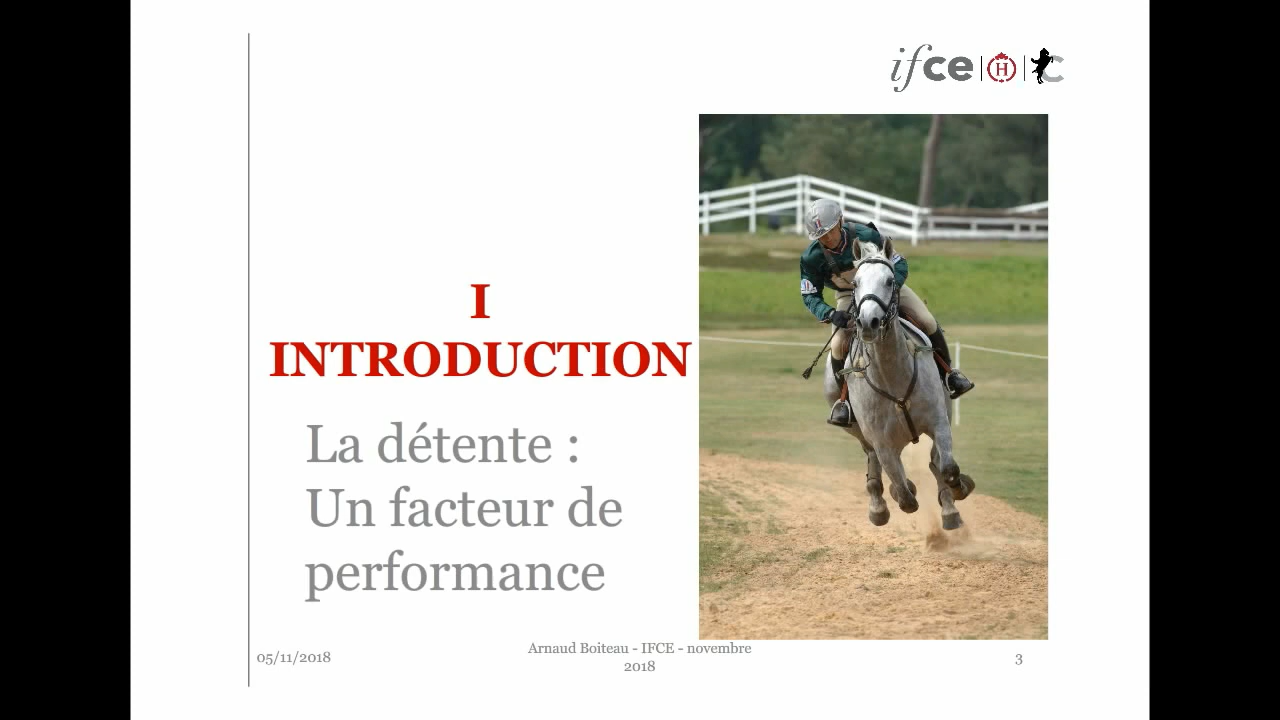 ifce | H | C
I
INTRODUCTION
La détente :
Un facteur de
performance
05/11/2018
Arnaud Boiteau - IFCE - novembre
2018
3